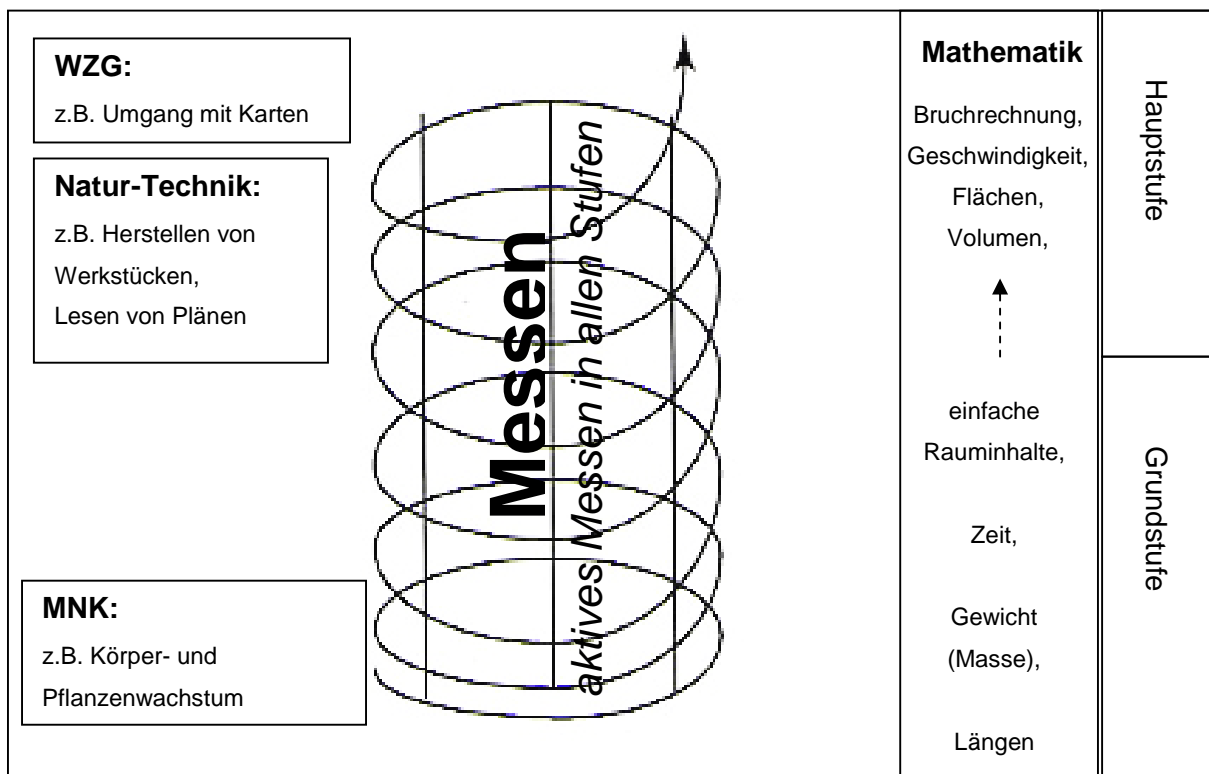 WZG:
z.B. Umgang mit Karten
Natur-Technik:
z.B. Herstellen von
Werkstücken,
Lesen von Plänen
MNK:
z.B. Körper- und
Pflanzenwachstum
Messen
aktives Messen in allen Stufen
Mathematik
Bruchrechnung,
Geschwindigkeit,
Flächen,
Volumen,
einfache
Rauminhalte,
Zeit,
Gewicht
(Masse),
Längen
Hauptstufe
Grundstufe